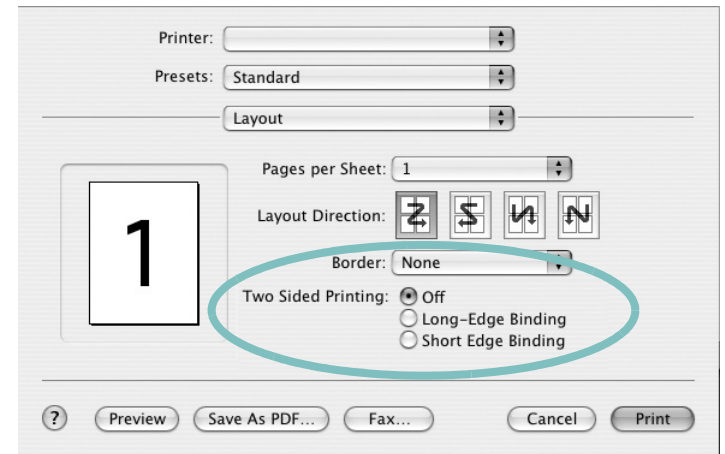 Printer:
Presets: Standard
Layout
Pages per Sheet: 1
1
Layout Direction:
Border: None
Two Sided Printing: Off
Long-Edge Binding
Short Edge Binding
? Preview Save As PDF... Fax... Cancel Print